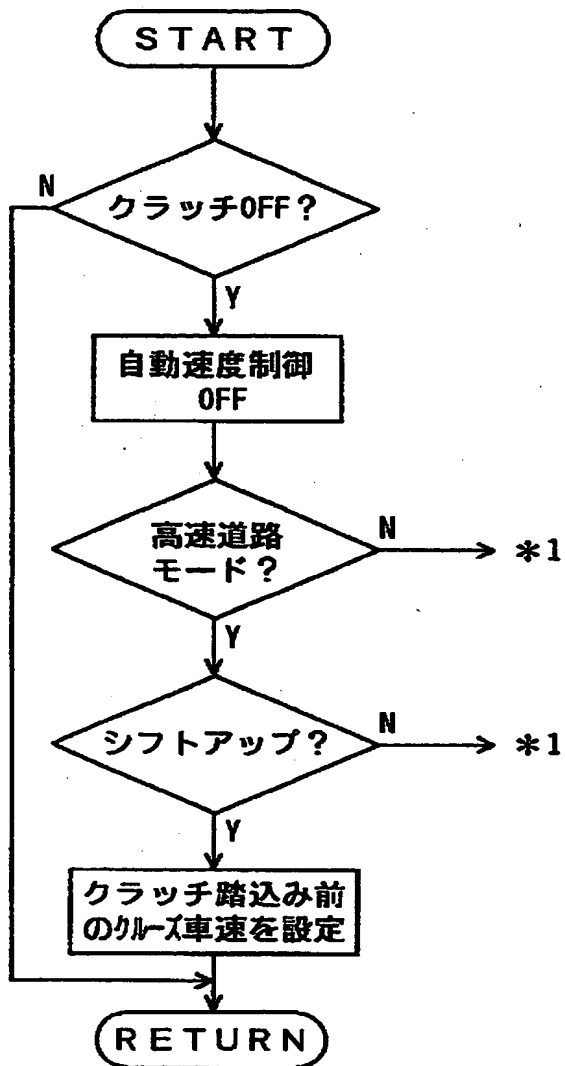 START
N
クラッチOFF?
Y
自動速度制御
OFF
高速道路
モード?
N
*1
Y
シフトアップ?
N
*1
Y
クラッチ踏込み前
のクルーズ車速を設定
RETURN